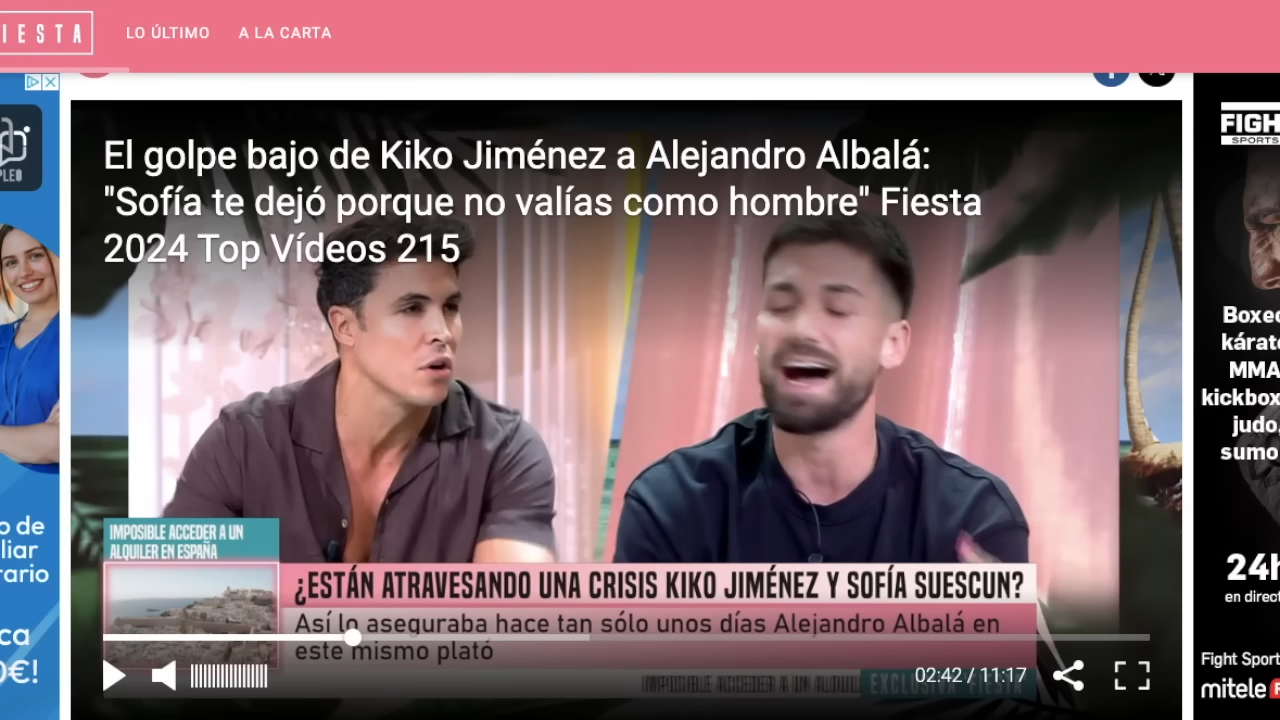 IESTA
LO ÚLTIMO
A LA CARTA
El golpe bajo de Kiko Jiménez a Alejandro Albalá:
"Sofía te dejó porque no valías como hombre" Fiesta
2024 Top Vídeos 215
IMPOSIBLE ACCEDER A UN
ALQUILER EN ESPAÑA
¿ESTÁN ATRAVESANDO UNA CRISIS KIKO JIMÉNEZ Y SOFÍA SUESCUN?
Así lo aseguraba hace tan sólo unos días Alejandro Albalá en
este mismo plató
02:42 / 11:17
EXCLUSIVA FIESTA
PLEO
o de
liar
rario
ca
0€!
FIGH
SPORTS
Boxeo
kárate
MMA
kickbox
judo,
sumo
24h
en direct
Fight Sport
mitele